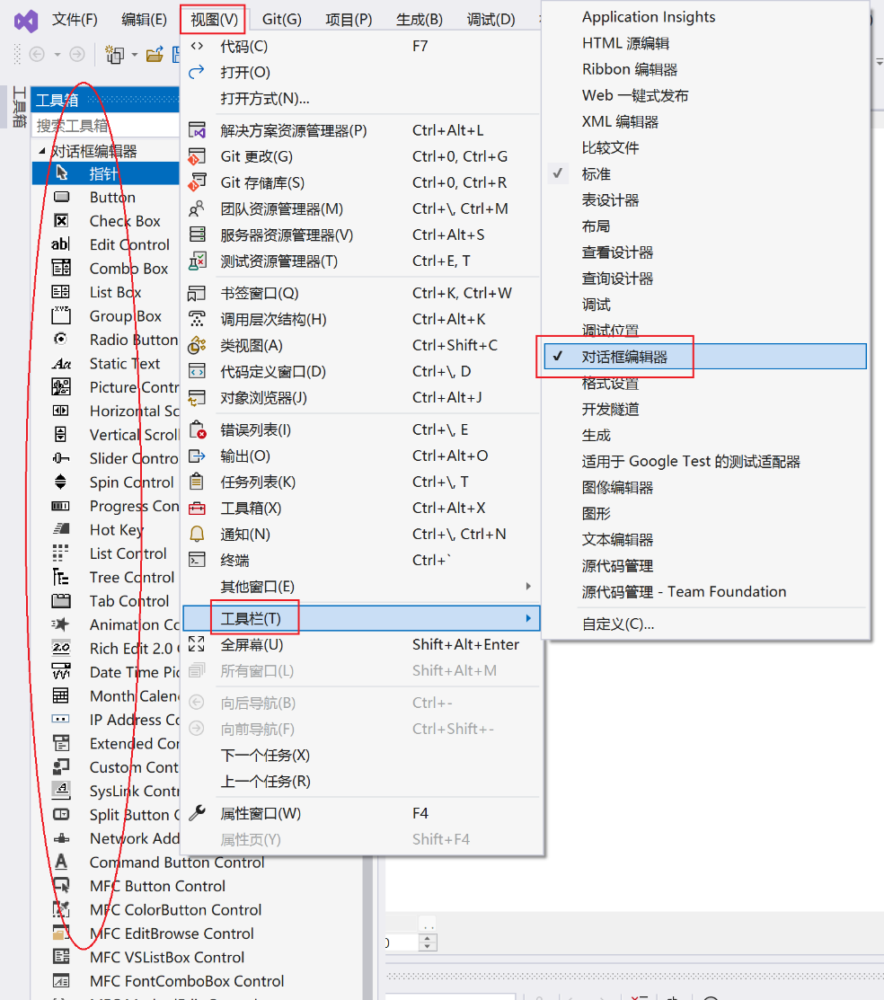 文件(F) 编辑(E) 视图(V) Git(G) 项目(P) 生成(B) 调试(D)
工具箱
工具箱
搜索工具箱
对话框编辑器
指针
Button
Check Box
Edit Control
Combo Box
List Box
Group Box
Radio Button
Static Text
Picture Contr
Horizontal Sc
Vertical Scroll
Slider Contro
Spin Control
Progress Con
Hot Key
List Control
Tree Control
Tab Control
Animation Co
Rich Edit 2.0
Date Time Pic
Month Calen
IP Address Co
Extended Cor
Custom Cont
SysLink Contr
Split Button C
Network Add
Command Button Control
MFC Button Control
MFC ColorButton Control
MFC EditBrowse Control
MFC VSListBox Control
MFC FontComboBox Control
代码(C) F7
打开(O)
打开方式(N)...
解决方案资源管理器(P) Ctrl+Alt+L
Git 更改(G) Ctrl+0, Ctrl+G
Git 存储库(S) Ctrl+0, Ctrl+R
团队资源管理器(M) Ctrl+\, Ctrl+M
服务器资源管理器(V) Ctrl+Alt+S
测试资源管理器(T) Ctrl+E, T
书签窗口(Q) Ctrl+K, Ctrl+W
调用层次结构(H) Ctrl+Alt+K
类视图(A) Ctrl+Shift+C
代码定义窗口(D) Ctrl+\, D
对象浏览器(J) Ctrl+Alt+J
错误列表(I) Ctrl+\, E
输出(O) Ctrl+Alt+O
任务列表(K) Ctrl+\, T
工具箱(X) Ctrl+Alt+X
通知(N) Ctrl+\, Ctrl+N
终端 Ctrl+`
其他窗口(E)
工具栏(T)
全屏幕(U) Shift+Alt+Enter
所有窗口(L) Shift+Alt+M
向后导航(B) Ctrl+-
向前导航(F) Ctrl+Shift+-
下一个任务(X)
上一个任务(R)
属性窗口(W) F4
属性页(Y) Shift+F4
Application Insights
HTML 源编辑
Ribbon 编辑器
Web 一键式发布
XML 编辑器
比较文件
标准
表设计器
布局
查看设计器
查询设计器
调试
调试位置
对话框编辑器
格式设置
开发隧道
生成
适用于 Google Test 的测试适配器
图像编辑器
图形
文本编辑器
源代码管理
源代码管理 - Team Foundation
自定义(C)...